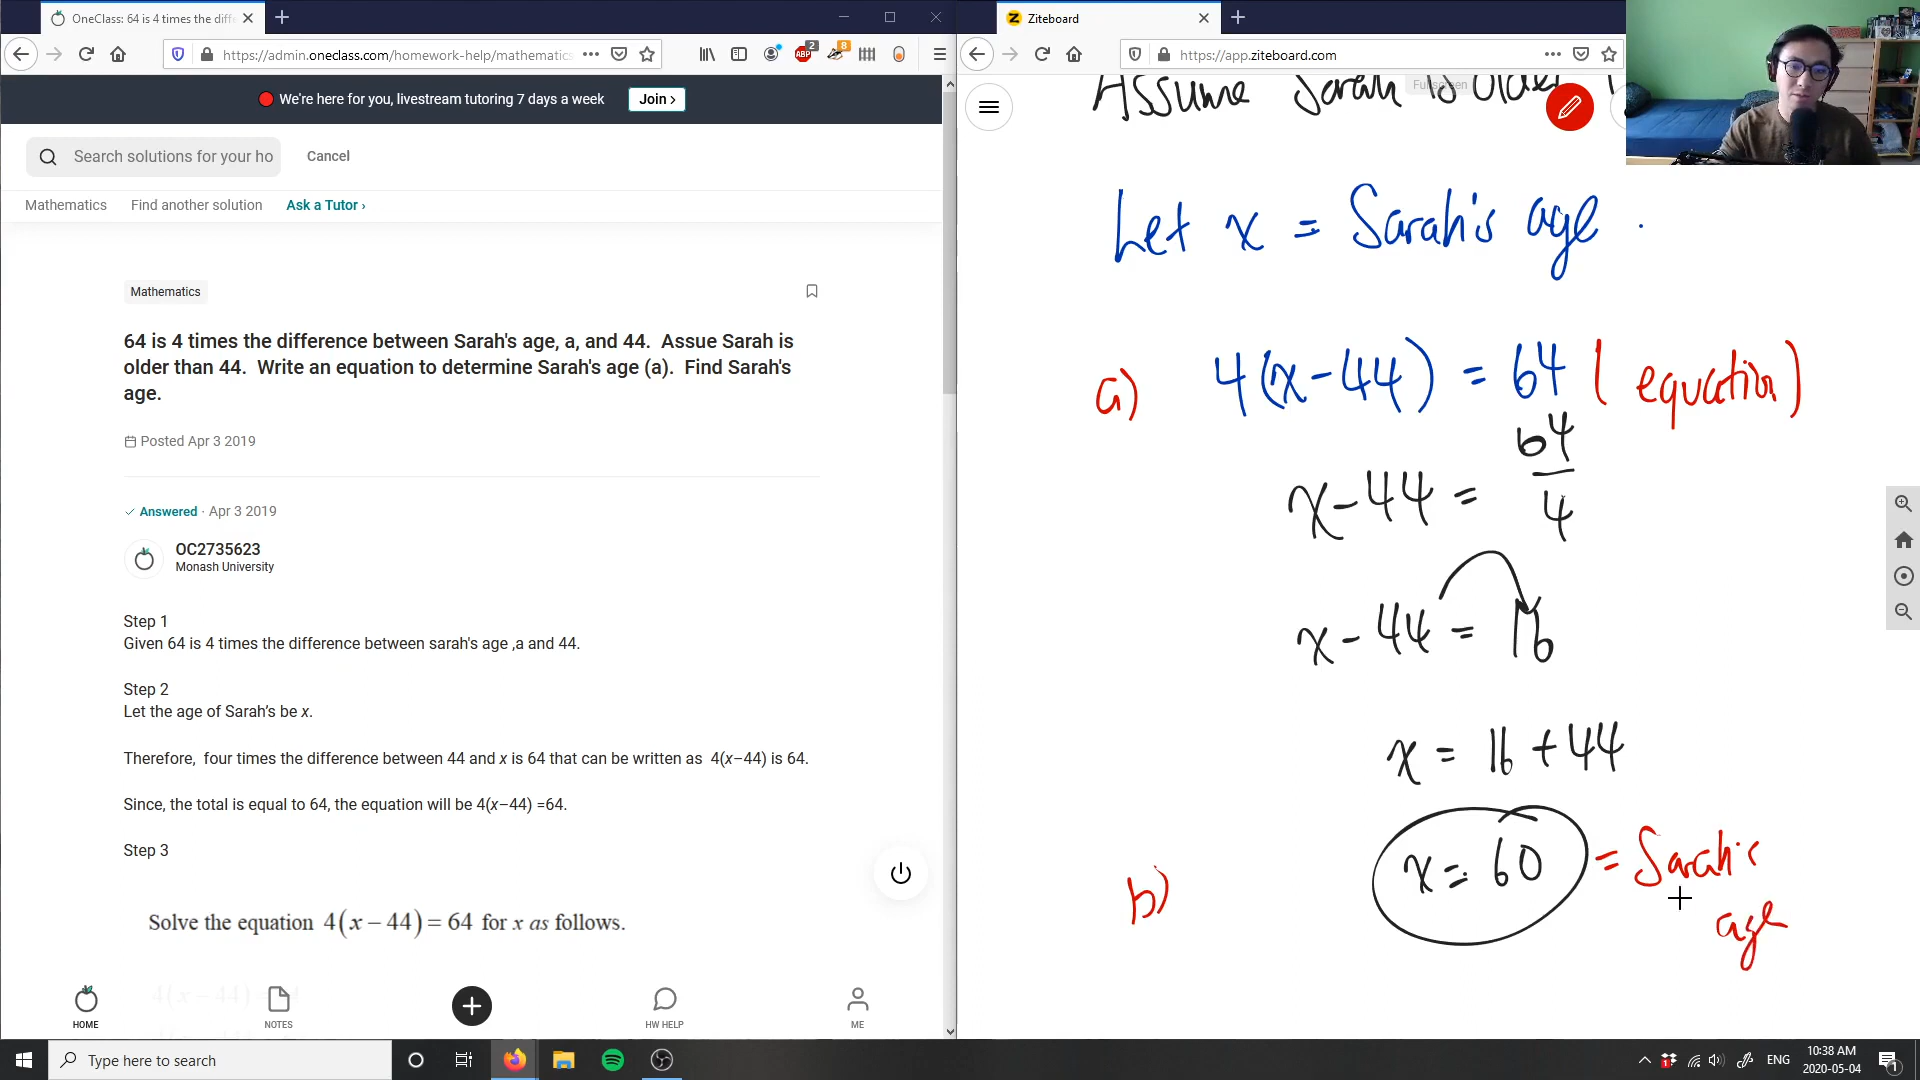 OneClass: 64 is 4 times the diffe
https://admin.oneclass.com/homework-help/mathematics
ABP
2
8
We're here for you, livestream tutoring 7 days a week
Join ›
Search solutions for your ho
Cancel
Mathematics
Find another solution
Ask a Tutor ›
Mathematics
64 is 4 times the difference between Sarah's age, a, and 44. Assue Sarah is
older than 44. Write an equation to determine Sarah's age (a). Find Sarah's
age.
Posted Apr 3 2019
Answered · Apr 3 2019
OC2735623
Monash University
Step 1
Given 64 is 4 times the difference between sarah's age ,a and 44.
Step 2
Let the age of Sarah's be x.
Therefore, four times the difference between 44 and x is 64 that can be written as 4(x−44) is 64.
Since, the total is equal to 64, the equation will be 4(x−44) =64.
Step 3
Solve the equation 4(x − 44) = 64 for x as follows.
HOME
NOTES
HW HELP
ME
Ziteboard
https://app.ziteboard.com
Assume Sarah is older
Fullscreen
Let x = Sarah's age .
a) 4(x-44) = 64 (equation)
x-44 = 64/4
x-44 = 16
x = 16 + 44
b) x = 60 = Sarah's
age
Type here to search
ENG
10:38 AM
2020-05-04
1